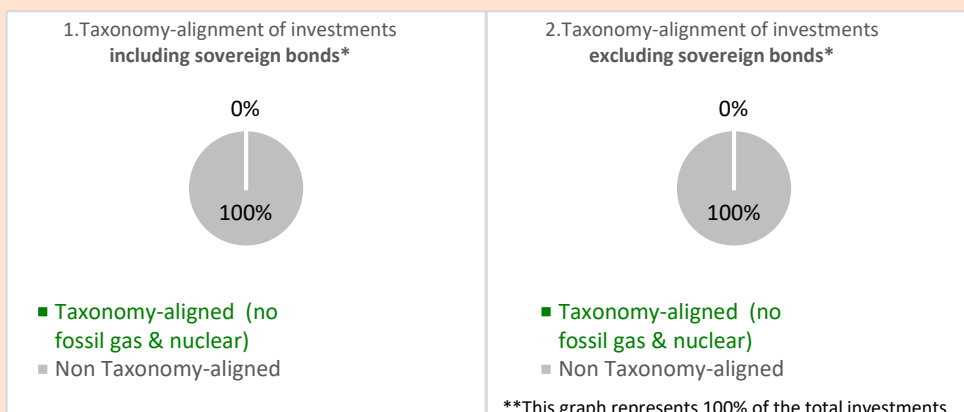 1.Taxonomy-alignment of investments
including sovereign bonds*
0%
100%
■ Taxonomy-aligned (no
fossil gas & nuclear)
■ Non Taxonomy-aligned
2.Taxonomy-alignment of investments
excluding sovereign bonds*
0%
100%
■ Taxonomy-aligned (no
fossil gas & nuclear)
■ Non Taxonomy-aligned
**This graph represents 100% of the total investments